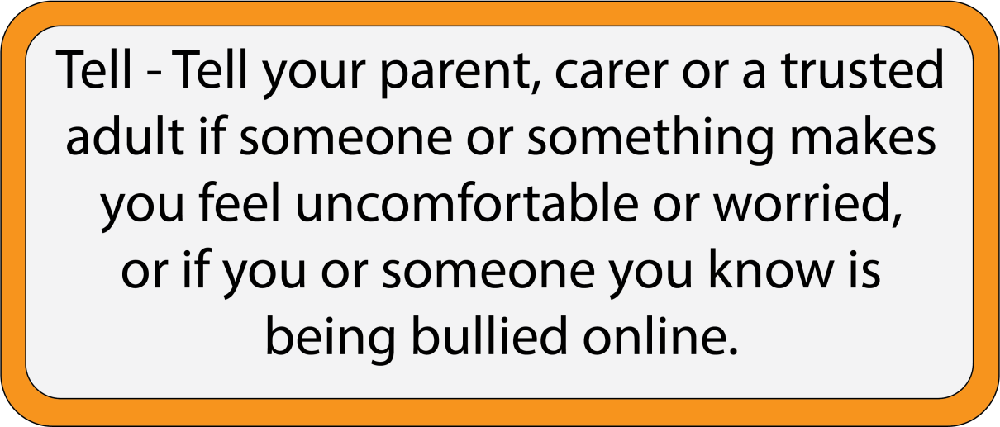 Tell - Tell your parent, carer or a trusted
adult if someone or something makes
you feel uncomfortable or worried,
or if you or someone you know is
being bullied online.